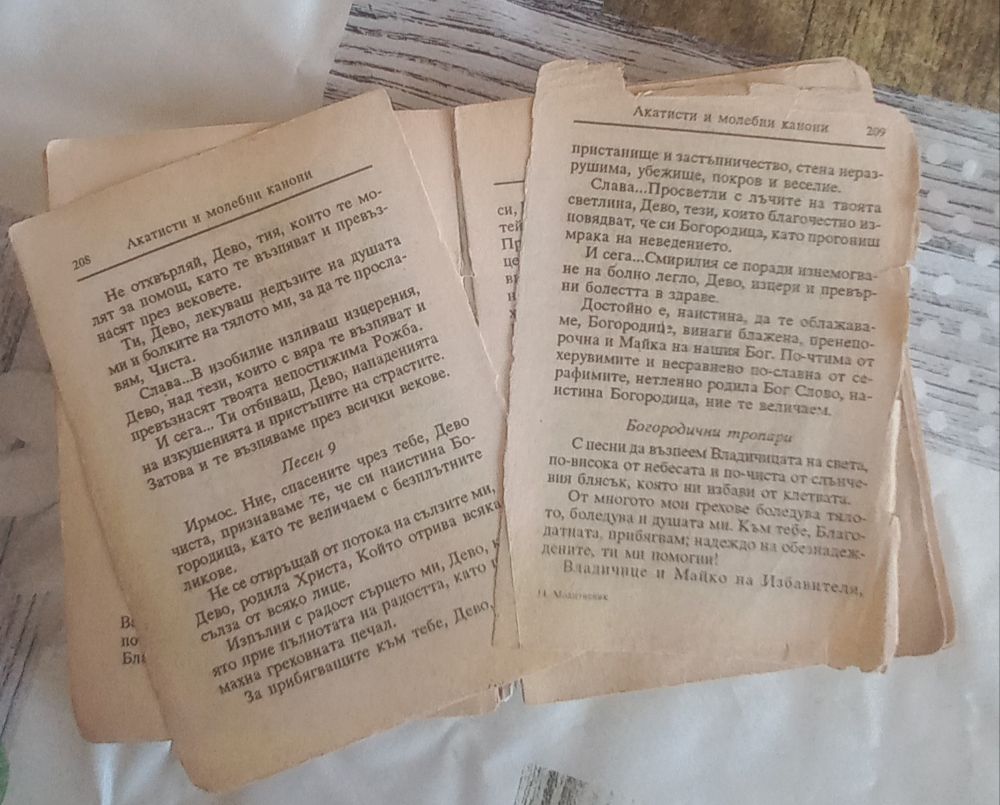 208
Акатисти и молебни канони
Не отхвърляй, Дево, тия, които те мо-
лят за помощ, като те възпяват и превъз-
насят през вековете.
Ти, Дево, лекуваш недъзите на душата
ми и болките на тялото ми, за да те просла-
вям, Чиста.
Слава...В изобилие изливаш изцерения,
Дево, над тези, които с вяра те възпяват и
превъзнасят твоята непостижима Рожба.
И сега... Ти отбиваш, Дево, нападенията
на изкушенията и пристъпите на страстите.
Затова и те възпяваме през всички векове.
Песен 9
Ирмос. Ние, спасените чрез тебе, Дево
чиста, признаваме те, че си наистина Бо-
городица, като те величаем с безплътните
ликове.
Не се отвръщай от потока на сълзите ми,
Дево, родила Христа, Който отрива всяка
сълза от всяко лице.
Изпълни с радост сърцето ми, Дево,
ято прие пълнотата на радостта, като
махна греховната печал.
За прибягващите към тебе, Дево,
Акатисти и молебни канони
209
пристанище и застъпничество, стена нераз-
рушима, убежище, покров и веселие.
Слава...Просветли с лъчите на твоята
светлина, Дево, тези, които благочестно из-
повядват, че си Богородица, като прогониш
мрака на неведението.
И сега...Смирилия се поради изнемогва-
не на болно легло, Дево, изцери и превър-
ни болестта в здраве.
Достойно е, наистина, да те облажава-
ме, Богородице, винаги блажена, пренепо-
рочна и Майка на нашия Бог. По-чтима от
херувимите и несравнено по-славна от се-
рафимите, нетленно родила Бог Слово, на-
истина Богородица, ние те величаем.
Богородични тропари
С песни да възпеем Владичицата на света,
по-висока от небесата и по-чиста от слънче-
вия блясък, която ни избави от клетвата.
От многото мои грехове боледува тяло-
то, боледува и душата ми. Към тебе, Благо-
датната, прибягвам; надеждо на обезнадеж-
дените, ти ми помогни!
Владичице и Майко на Избавителя,
14 Молитвеник